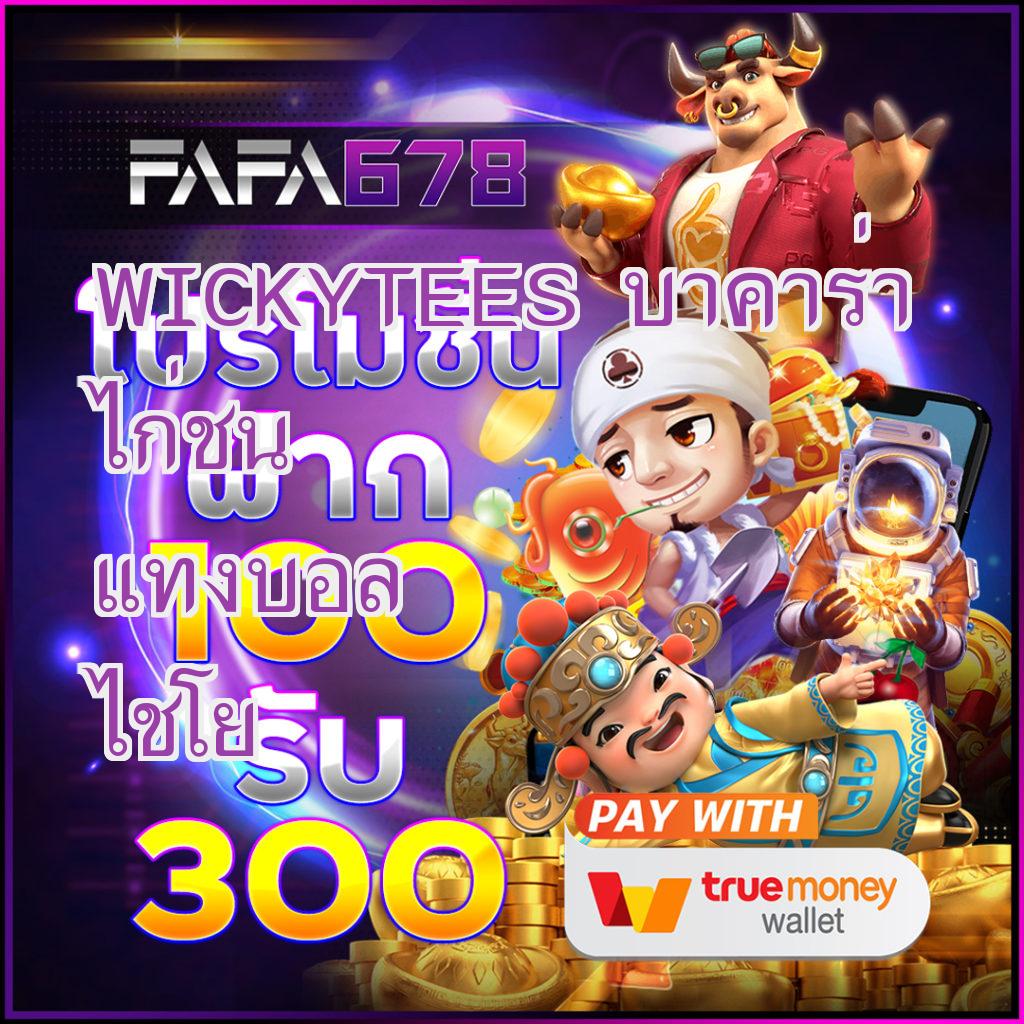 FAFA678
WICKYTEES บาคาร่า
โปรโมชั่น
ไก่ชน
ฝาก
แทงบอล
100
ไชโย
รับ
300
PAY WITH
truemoney
wallet